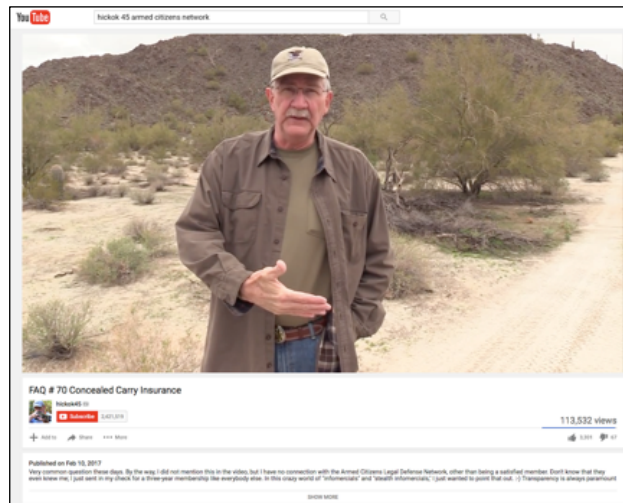 You Tube
hickok 45 armed citizens network
FAQ # 70 Concealed Carry Insurance
hickok45
Subscribe
113,532 views
Add to Share More
Published on Feb 10, 2017
Very common question these days. By the way, I did not mention this in the video, but I have no connection with the Armed Citizens Legal Defense Network, other than being a satisfied member. Don't know that they
even knew me; I just sent in my check for a three-year membership like everybody else. In this crazy world of "infomercials" and "stealth infomercials," i just wanted to point that out. :-) Transparency is always paramount
SHOW MORE